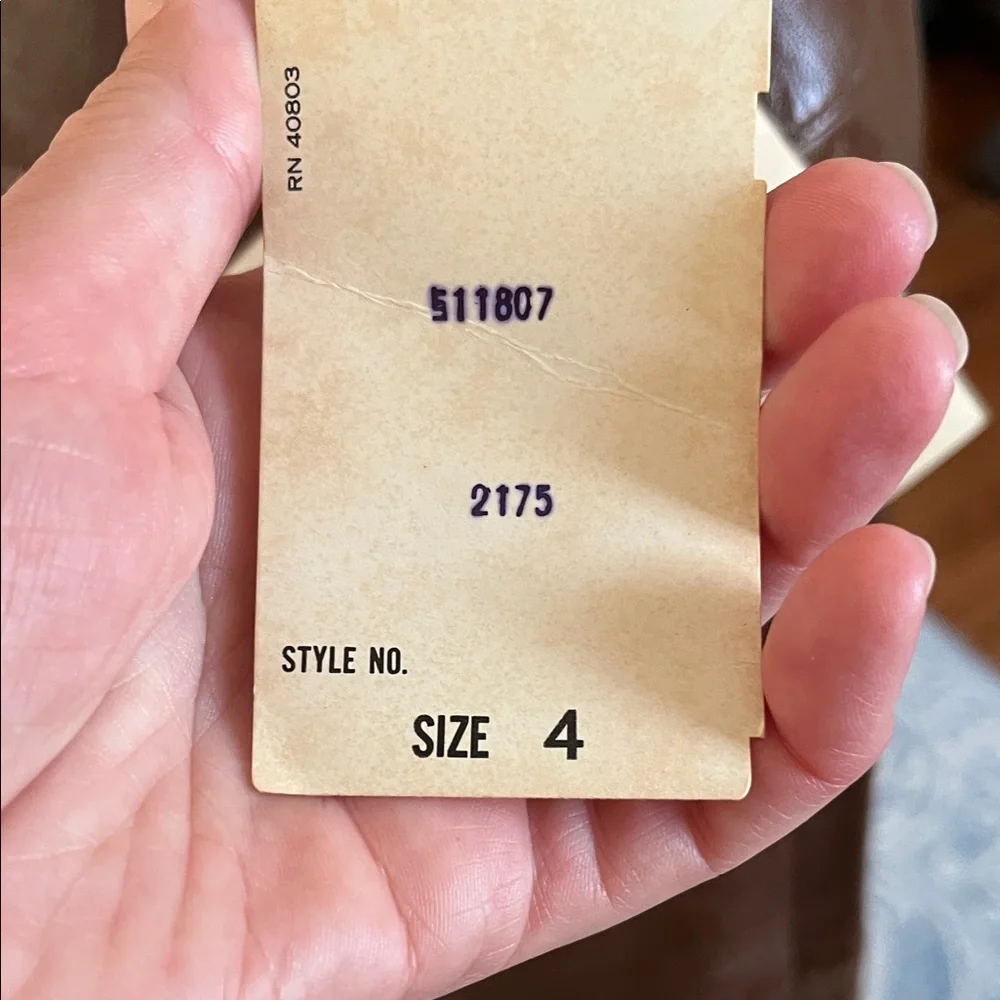 RN 40803
511807
2175
STYLE NO.
SIZE 4